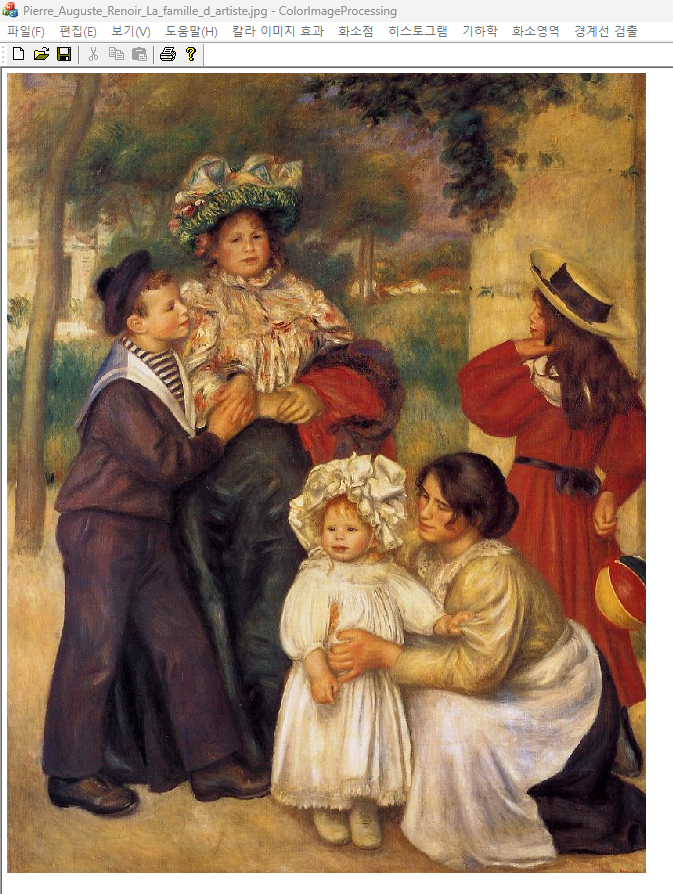 Pierre_Auguste_Renoir_La_famille_d_artiste.jpg - ColorImageProcessing
파일(F) 편집(E) 보기(V) 도움말(H) 칼라 이미지 효과 화소점 히스토그램 기하학 화소영역 경계선 검출